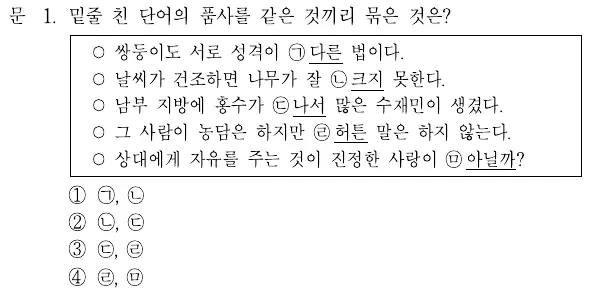 문 1. 밑줄 친 단어의 품사를 같은 것끼리 묶은 것은?
○ 쌍둥이도 서로 성격이 ㉠다른 법이다.
○ 날씨가 건조하면 나무가 잘 ㉡크지 못한다.
○ 남부 지방에 홍수가 ㉢나서 많은 수재민이 생겼다.
○ 그 사람이 농담은 하지만 ㉣허튼 말은 하지 않는다.
○ 상대에게 자유를 주는 것이 진정한 사랑이 ㉤아닐까?
① ㉠, ㉡
② ㉡, ㉢
③ ㉢, ㉣
④ ㉣, ㉤